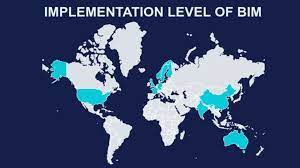 IMPLEMENTATION LEVEL OF BIM